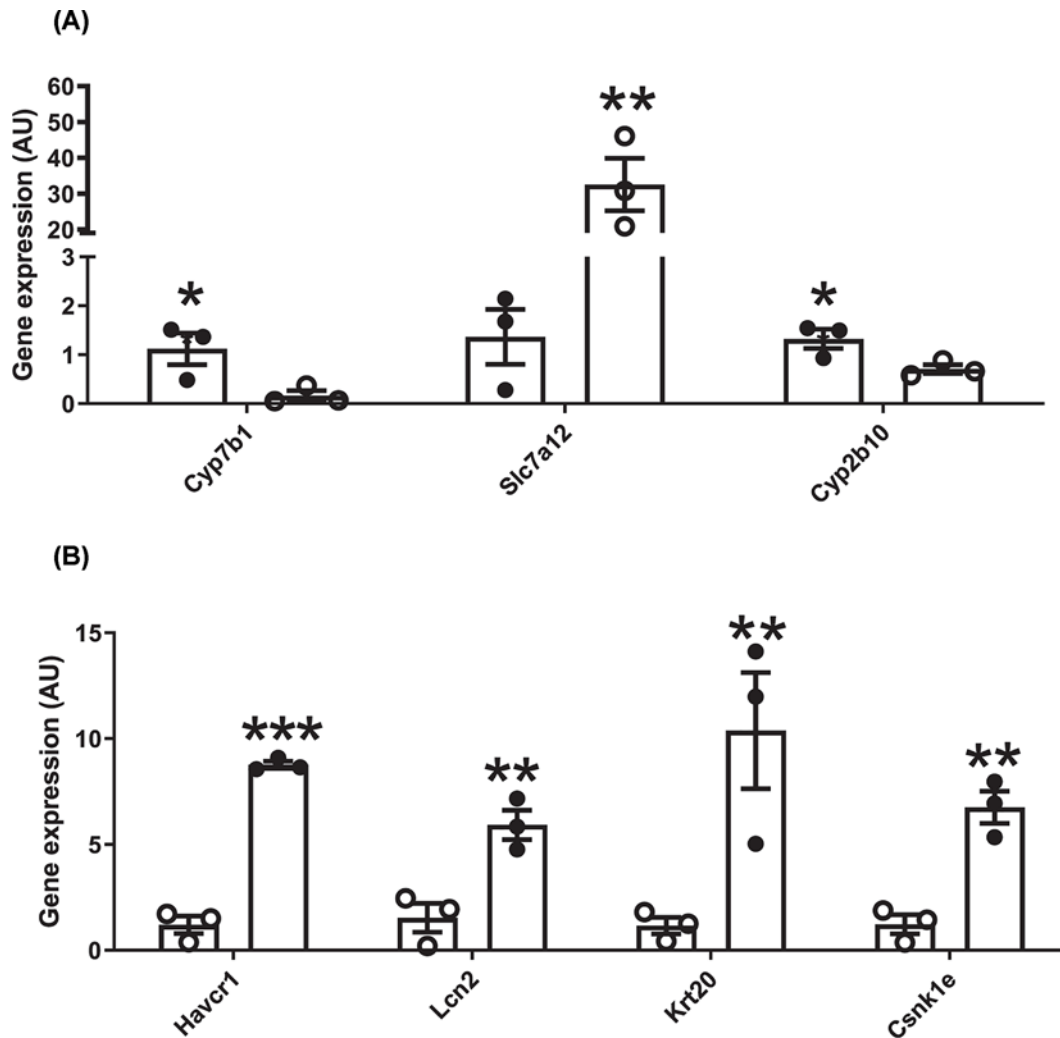 (A)
Gene expression (AU)
60
50
40
30
20
3
2
1
0
*
**
*
Cyp7b1
Slc7a12
Cyp2b10
(B)
Gene expression (AU)
15
10
5
0
***
**
**
**
Havcr1
Lcn2
Krt20
Csnk1e